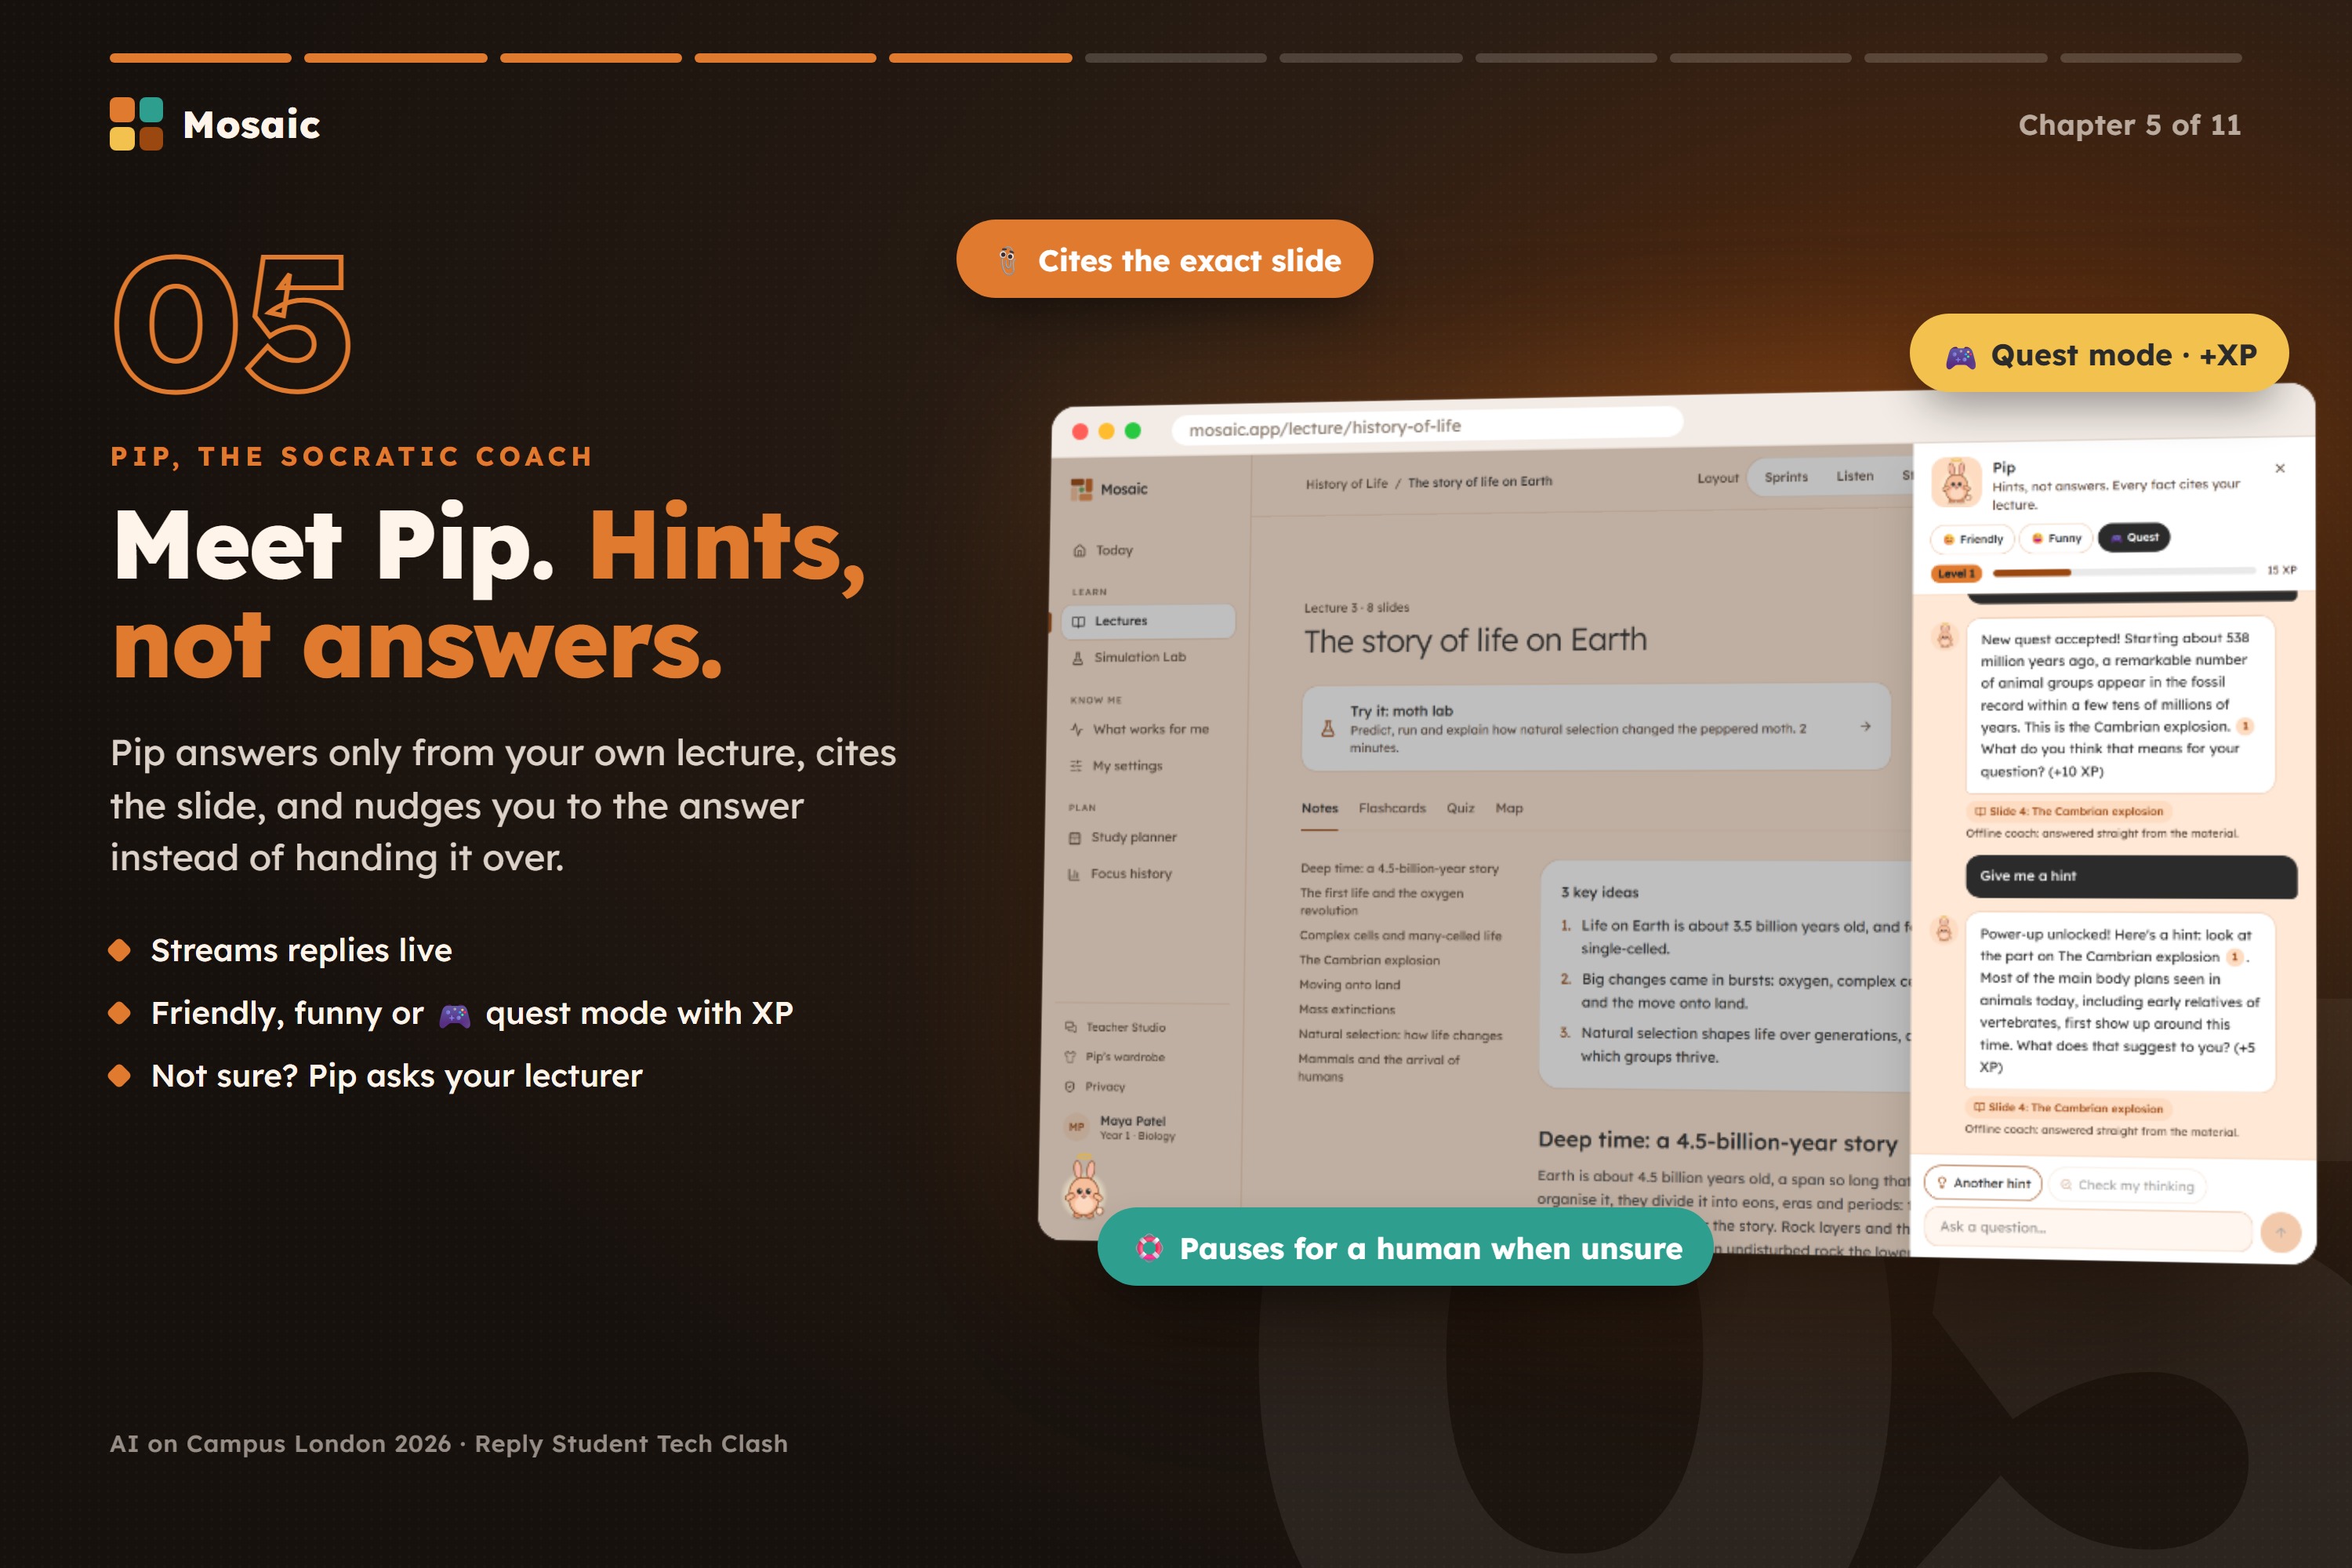 Mosaic
Chapter 5 of 11
05
PIP, THE SOCRATIC COACH
Meet Pip. Hints,
not answers.
Pip answers only from your own lecture, cites
the slide, and nudges you to the answer
instead of handing it over.
Streams replies live
Friendly, funny or 🎮 quest mode with XP
Not sure? Pip asks your lecturer
Cites the exact slide
Quest mode · +XP
mosaic.app/lecture/history-of-life
Mosaic
Today
LEARN
Lectures
Simulation Lab
KNOW ME
What works for me
My settings
PLAN
Study planner
Focus history
Teacher Studio
Pip's wardrobe
Privacy
MP
Maya Patel
Year 1 · Biology
History of Life / The story of life on Earth
Layout
Sprints
Listen
Lecture 3 · 8 slides
The story of life on Earth
Try it: moth lab
Predict, run and explain how natural selection changed the peppered moth. 2
minutes.
Notes
Flashcards
Quiz
Map
Deep time: a 4.5-billion-year story
The first life and the oxygen
revolution
Complex cells and many-celled life
The Cambrian explosion
Moving onto land
Mass extinctions
Natural selection: how life changes
Mammals and the arrival of
humans
3 key ideas
1. Life on Earth is about 3.5 billion years old, and
single-celled.
2. Big changes came in bursts: oxygen, complex
and the move onto land.
3. Natural selection shapes life over generations,
which groups thrive.
Deep time: a 4.5-billion-year story
Earth is about 4.5 billion years old, a span so long that
organise it, they divide it into eons, eras and periods:
the story. Rock layers and
undisturbed rock the lower
Pip
Hints, not answers. Every fact cites your
lecture.
Friendly
Funny
Quest
Level 1
15 XP
New quest accepted! Starting about 538
million years ago, a remarkable number
of animal groups appear in the fossil
record within a few tens of millions of
years. This is the Cambrian explosion. 1
What do you think that means for your
question? (+10 XP)
Slide 4: The Cambrian explosion
Offline coach: answered straight from the material.
Give me a hint
Power-up unlocked! Here's a hint: look at
the part on The Cambrian explosion 1.
Most of the main body plans seen in
animals today, including early relatives of
vertebrates, first show up around this
time. What does that suggest to you? (+5
XP)
Slide 4: The Cambrian explosion
Offline coach: answered straight from the material.
Another hint
Check my thinking
Ask a question...
Pauses for a human when unsure
AI on Campus London 2026 · Reply Student Tech Clash
05